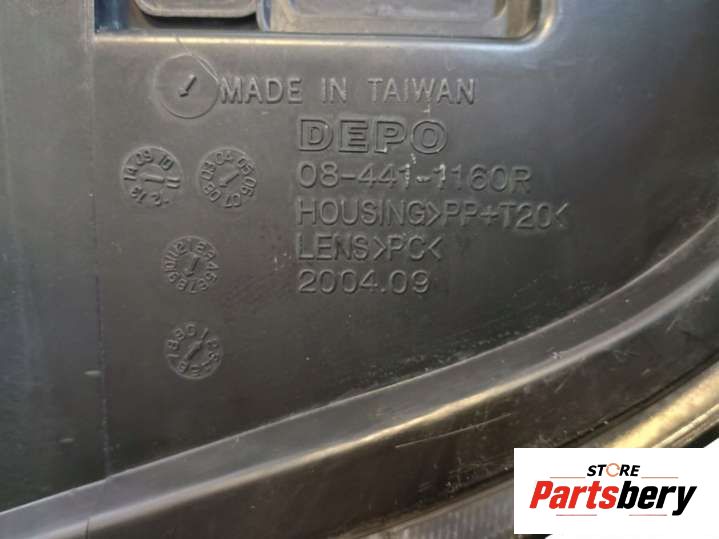 MADE IN TAIWAN
DEPO
08-441-1160R
HOUSING>PP+T20<
LENS>PC<
2004.09
STORE
Partsbery